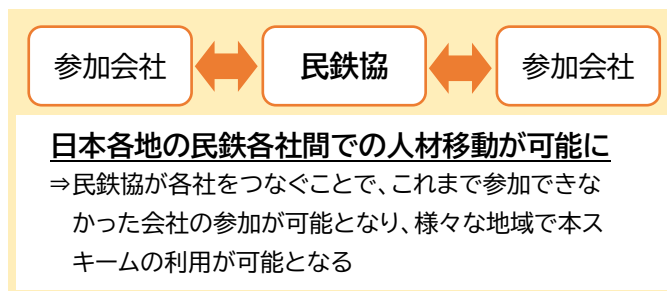 参加会社
民鉄協
参加会社
日本各地の民鉄各社間での人材移動が可能に
⇒民鉄協が各社をつなぐことで、これまで参加できな
かった会社の参加が可能となり、様々な地域で本ス
キームの利用が可能となる